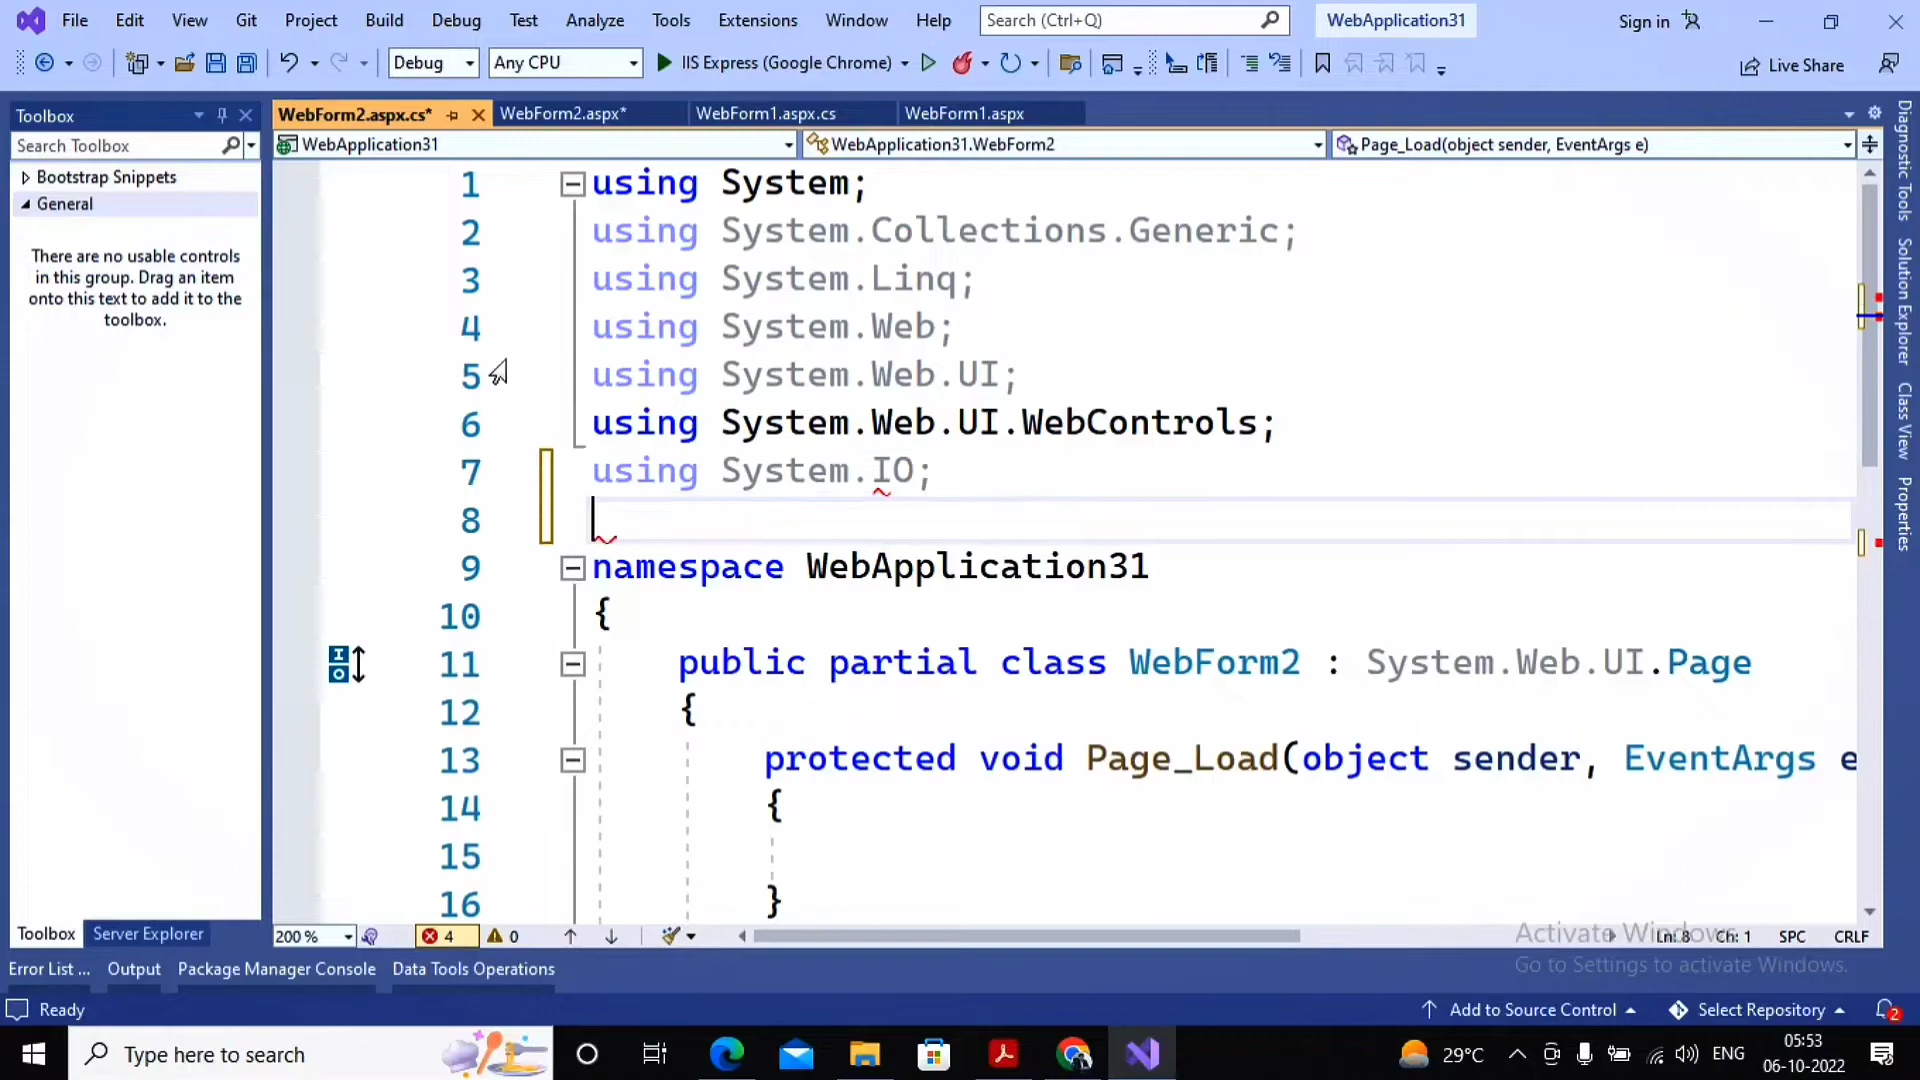 File Edit View Git Project Build Debug Test Analyze Tools Extensions Window Help Search (Ctrl+Q) WebApplication31 Sign in
Debug Any CPU IIS Express (Google Chrome) Live Share
Toolbox
Search Toolbox
Bootstrap Snippets
General
There are no usable controls
in this group. Drag an item
onto this text to add it to the
toolbox.
Toolbox Server Explorer
WebForm2.aspx.cs* WebForm2.aspx* WebForm1.aspx.cs WebForm1.aspx
WebApplication31 WebApplication31.WebForm2 Page_Load(object sender, EventArgs e)
1 using System;
2 using System.Collections.Generic;
3 using System.Linq;
4 using System.Web;
5 using System.Web.UI;
6 using System.Web.UI.WebControls;
7 using System.IO;
8
9 namespace WebApplication31
10 {
11 public partial class WebForm2 : System.Web.UI.Page
12 {
13 protected void Page_Load(object sender, EventArgs e
14 {
15
16 }
200 % 4 0 Ln: 8 Ch: 1 SPC CRLF
Activate Windows
Go to Settings to activate Windows.
Diagnostic Tools
Solution Explorer
Class View
Properties
Error List ... Output Package Manager Console Data Tools Operations
Ready Add to Source Control Select Repository 2
Type here to search 29°C ENG 05:53
06-10-2022